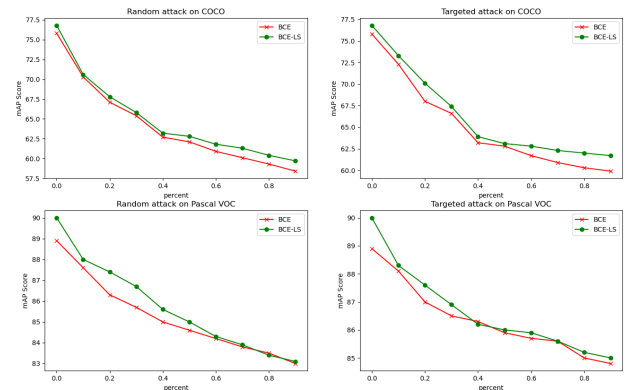 Random attack on COCO
77.5
75.0
72.5
70.0
67.5
65.0
62.5
60.0
57.5
mAP Score
BCE
BCE-LS
0.0 0.2 0.4 0.6 0.8
percent
Targeted attack on COCO
77.5
75.0
72.5
70.0
67.5
65.0
62.5
60.0
mAP Score
BCE
BCE-LS
0.0 0.2 0.4 0.6 0.8
percent
Random attack on Pascal VOC
90
89
88
87
86
85
84
83
mAP Score
BCE
BCE-LS
0.0 0.2 0.4 0.6 0.8
percent
Targeted attack on Pascal VOC
90
89
88
87
86
85
mAP Score
BCE
BCE-LS
0.0 0.2 0.4 0.6 0.8
percent